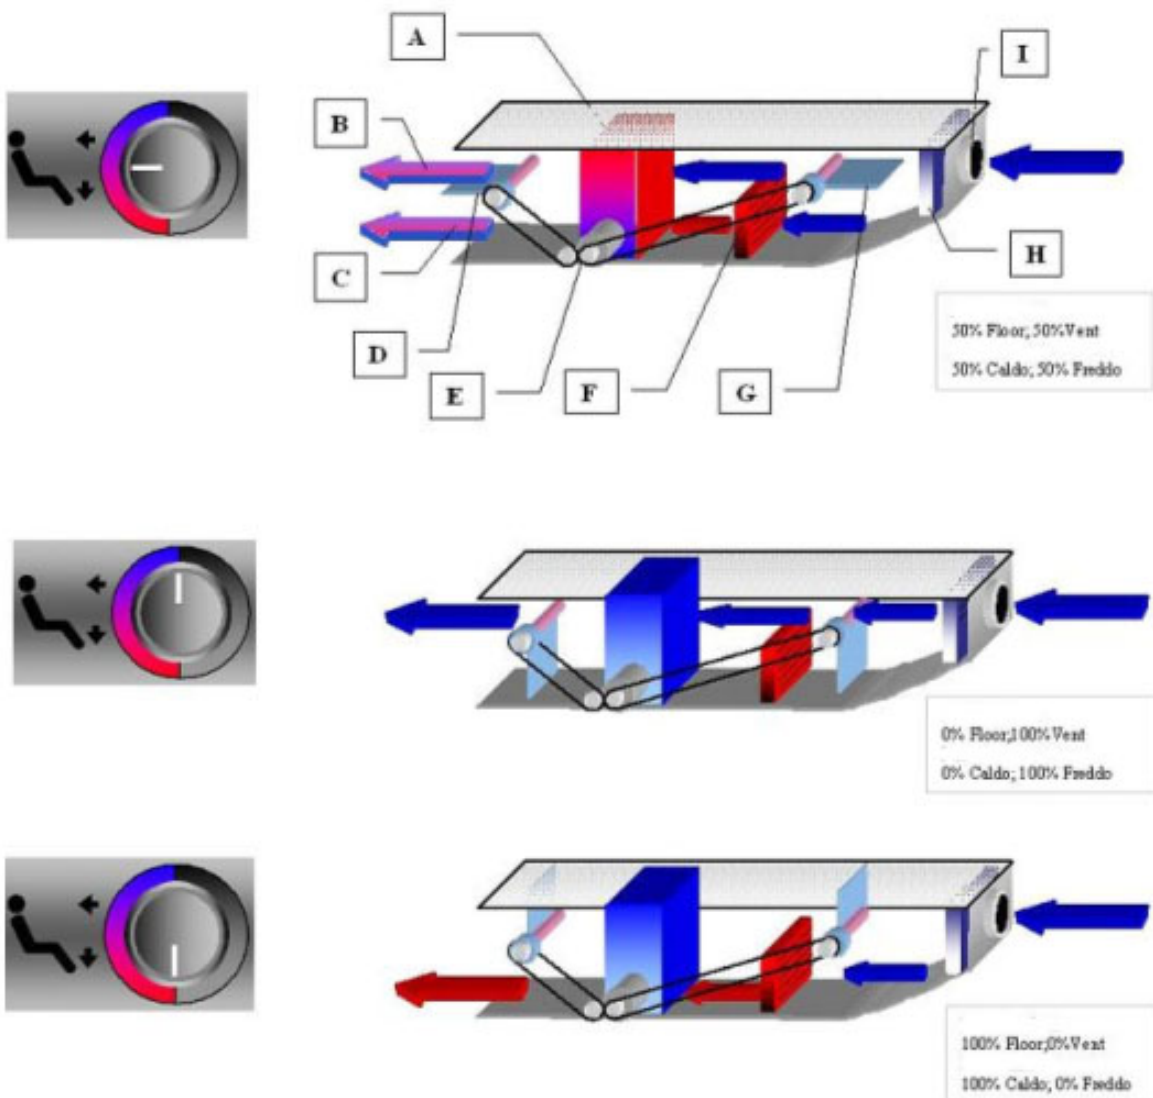 A
I
B
H
C
50% Floor; 50%Vent
D
50% Caldo; 50% Freddo
E
F
G
0% Floor;100%Vent
0% Caldo; 100% Freddo
100% Floor;0%Vent
100% Caldo; 0% Freddo